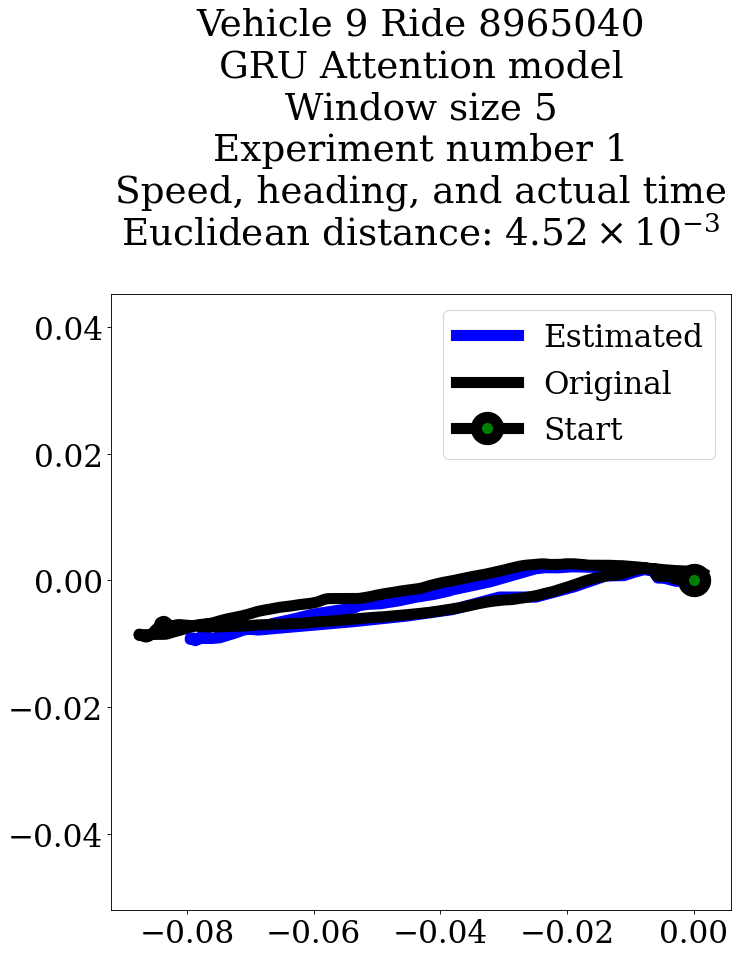 Vehicle 9 Ride 8965040
GRU Attention model
Window size 5
Experiment number 1
Speed, heading, and actual time
Euclidean distance: 4.52 × 10⁻³
Estimated
Original
Start
0.04
0.02
0.00
−0.02
−0.04
−0.08 −0.06 −0.04 −0.02 0.00